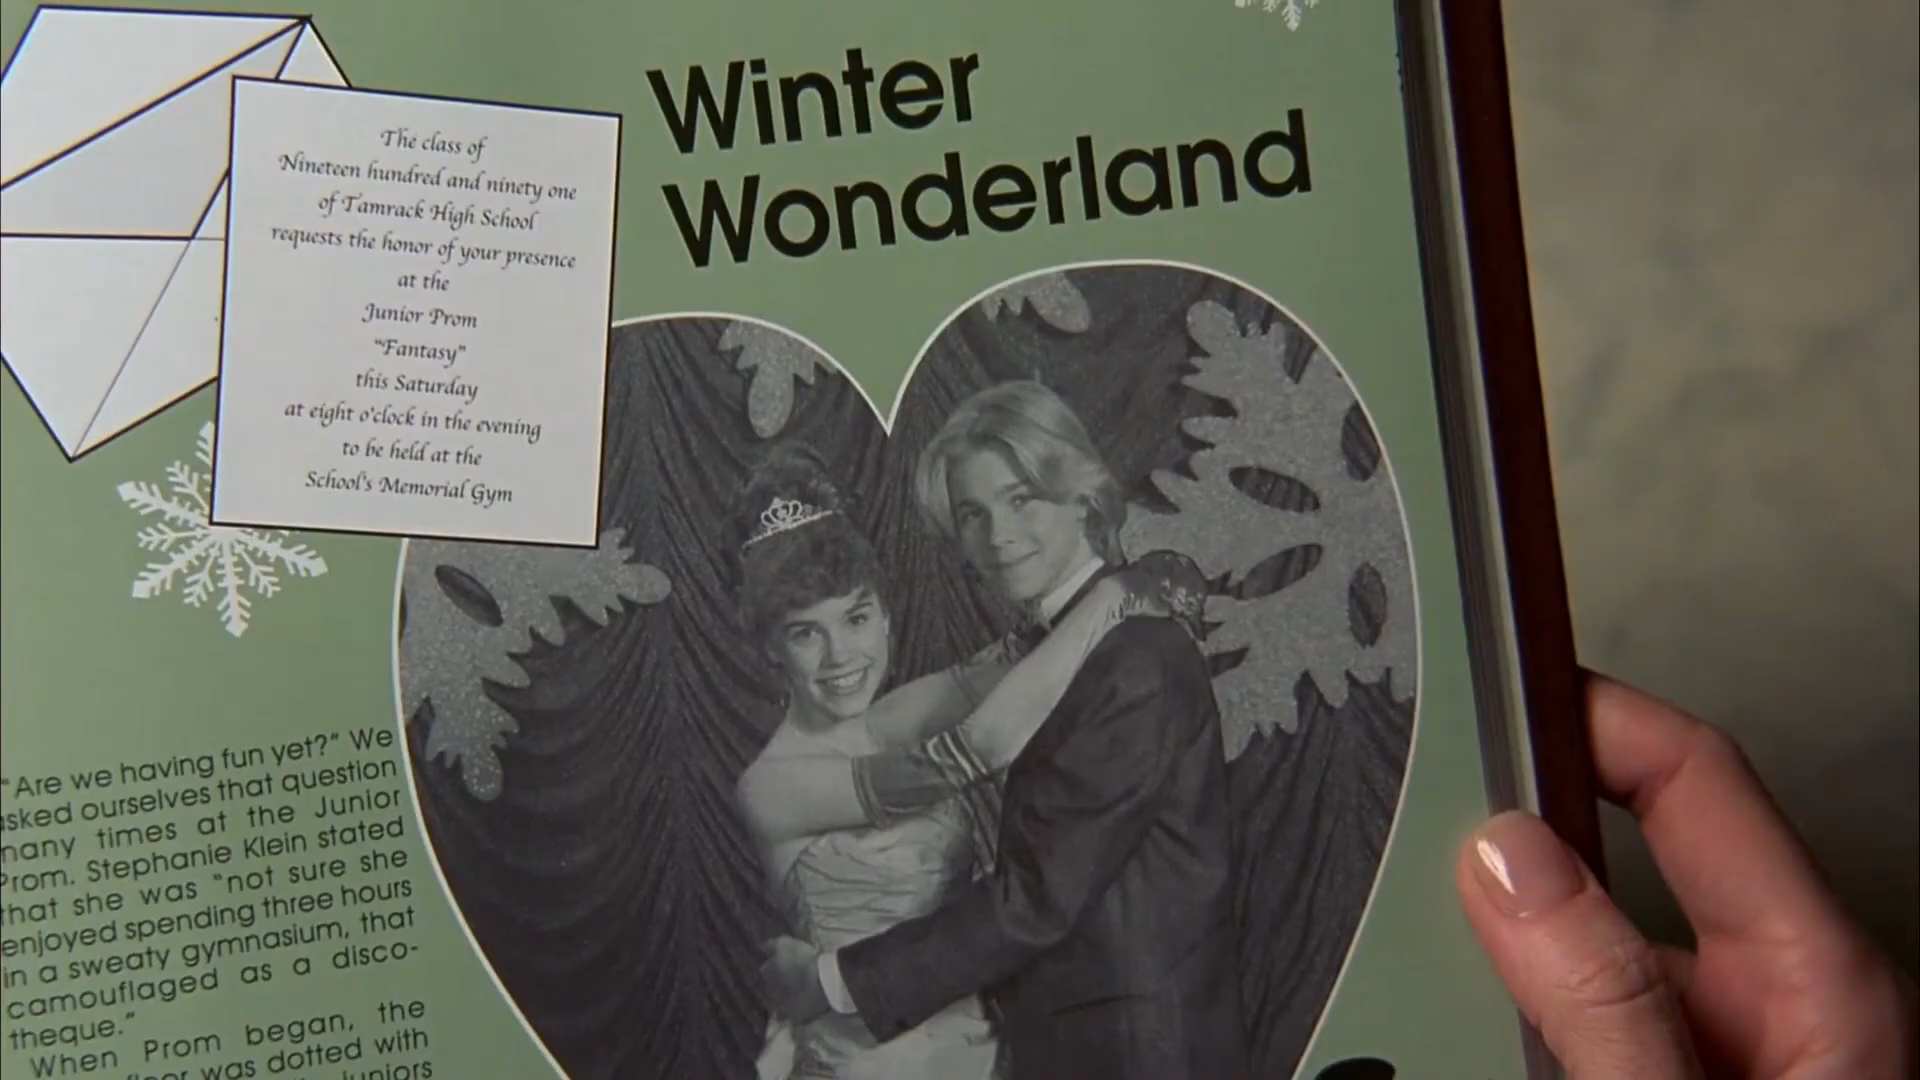 The class of
Nineteen hundred and ninety one
of Tamrack High School
requests the honor of your presence
at the
Junior Prom
"Fantasy"
this Saturday
at eight o'clock in the evening
to be held at the
School's Memorial Gym
Winter
Wonderland
"Are we having fun yet?" We
asked ourselves that question
many times at the Junior
Prom. Stephanie Klein stated
that she was "not sure she
enjoyed spending three hours
in a sweaty gymnasium, that
camouflaged as a disco-
theque."
When Prom began, the
floor was dotted with
juniors